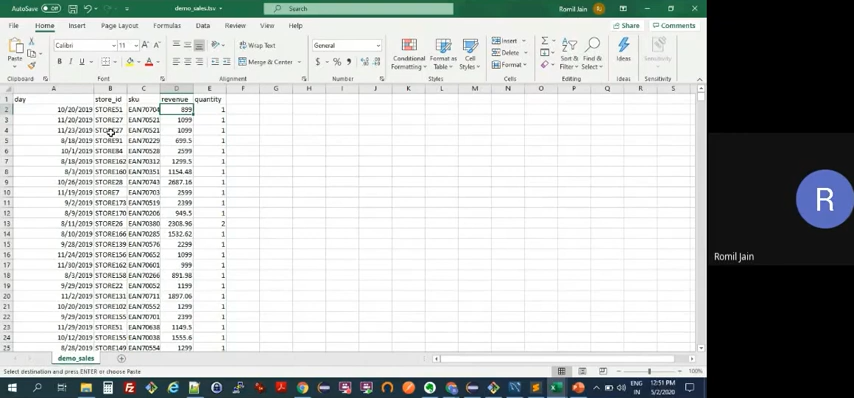 AutoSave Off demo_sales.tsv Search Romil Jain RJ
File Home Insert Page Layout Formulas Data Review View Help Share Comments
Calibri 11 Wrap Text General Insert
Paste Merge & Center Conditional Formatting Format as Table Cell Styles Delete Format Sort & Filter Find & Select Ideas Sensitivity
Clipboard Font Alignment Number Styles Cells Editing Ideas Sensitivity
A B C D E F G H I J K L M N O P Q R S
1 day store_id sku revenue quantity
2 10/20/2019 STORE51 EAN70704 899 1
3 11/20/2019 STORE27 EAN70521 1099 1
4 11/23/2019 STORE27 EAN70521 1099 1
5 8/18/2019 STORE91 EAN70229 699.5 1
6 10/1/2019 STORE84 EAN70528 2599 1
7 8/18/2019 STORE162 EAN70312 1299.5 1
8 8/3/2019 STORE160 EAN70351 1154.48 1
9 10/26/2019 STORE28 EAN70743 2687.16 1
10 11/19/2019 STORE7 EAN70703 2599 1
11 9/2/2019 STORE173 EAN70519 2399 1
12 8/9/2019 STORE170 EAN70206 949.5 1
13 8/11/2019 STORE26 EAN70380 2308.96 2
14 8/10/2019 STORE166 EAN70285 1532.62 1
15 9/28/2019 STORE139 EAN70576 2299 1
16 11/24/2019 STORE156 EAN70652 1099 1
17 11/30/2019 STORE162 EAN70601 999 1
18 8/3/2019 STORE158 EAN70266 891.98 1
19 9/29/2019 STORE22 EAN70052 1199 1
20 11/2/2019 STORE131 EAN70711 1897.06 1
21 11/28/2019 STORE102 EAN70552 1299 1
22 9/29/2019 STORE155 EAN70701 2399 1
23 11/29/2019 STORE51 EAN70638 1149.5 1
24 10/12/2019 STORE155 EAN70038 1555.6 1
25 8/28/2019 STORE149 EAN70554 1299 1
demo_sales
Select destination and press ENTER or choose Paste 100%
ENG 12:51 PM
IN 5/2/2020
R
Romil Jain